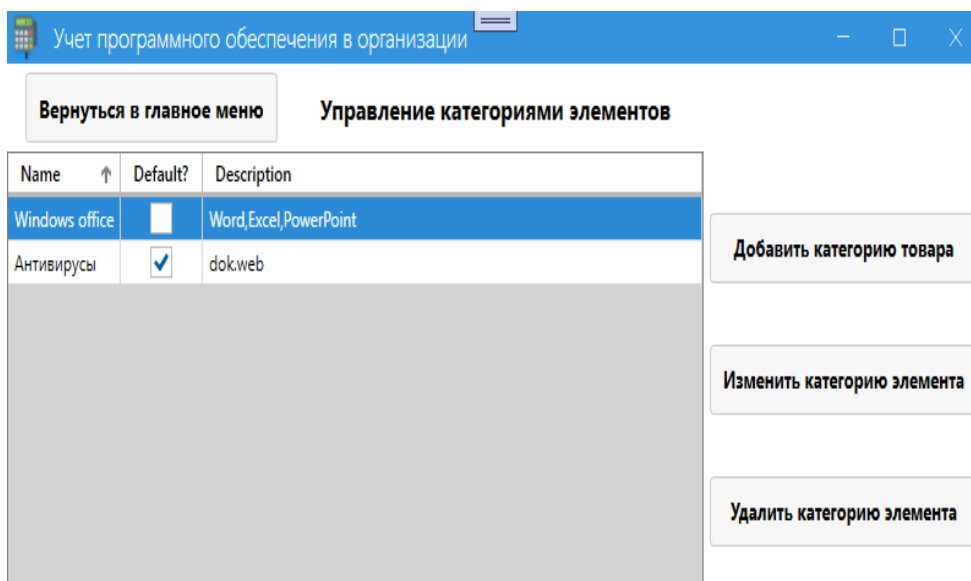 Учет программного обеспечения в организации
Вернуться в главное меню
Управление категориями элементов
Name Default? Description
Windows office Word,Excel,PowerPoint
Антивирусы dok.web
Добавить категорию товара
Изменить категорию элемента
Удалить категорию элемента